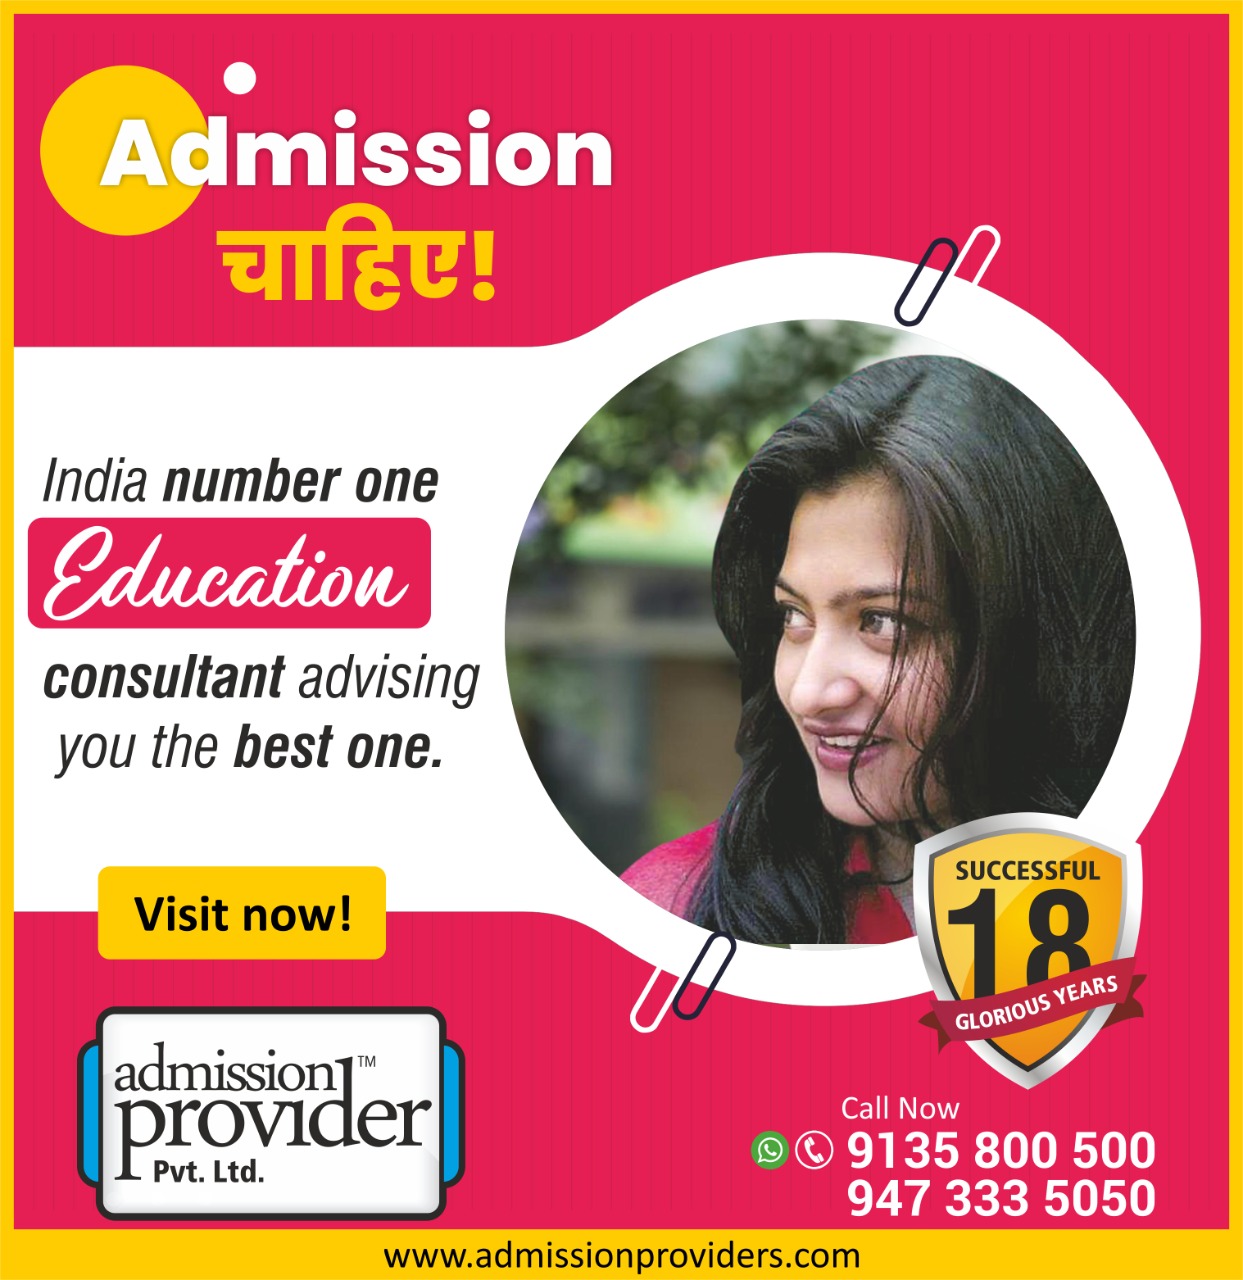 Admission
चाहिए!
India number one
Education
consultant advising
you the best one.
Visit now!
SUCCESSFUL
18
GLORIOUS YEARS
admission™
provider
Pvt. Ltd.
Call Now
9135 800 500
947 333 5050
www.admissionproviders.com